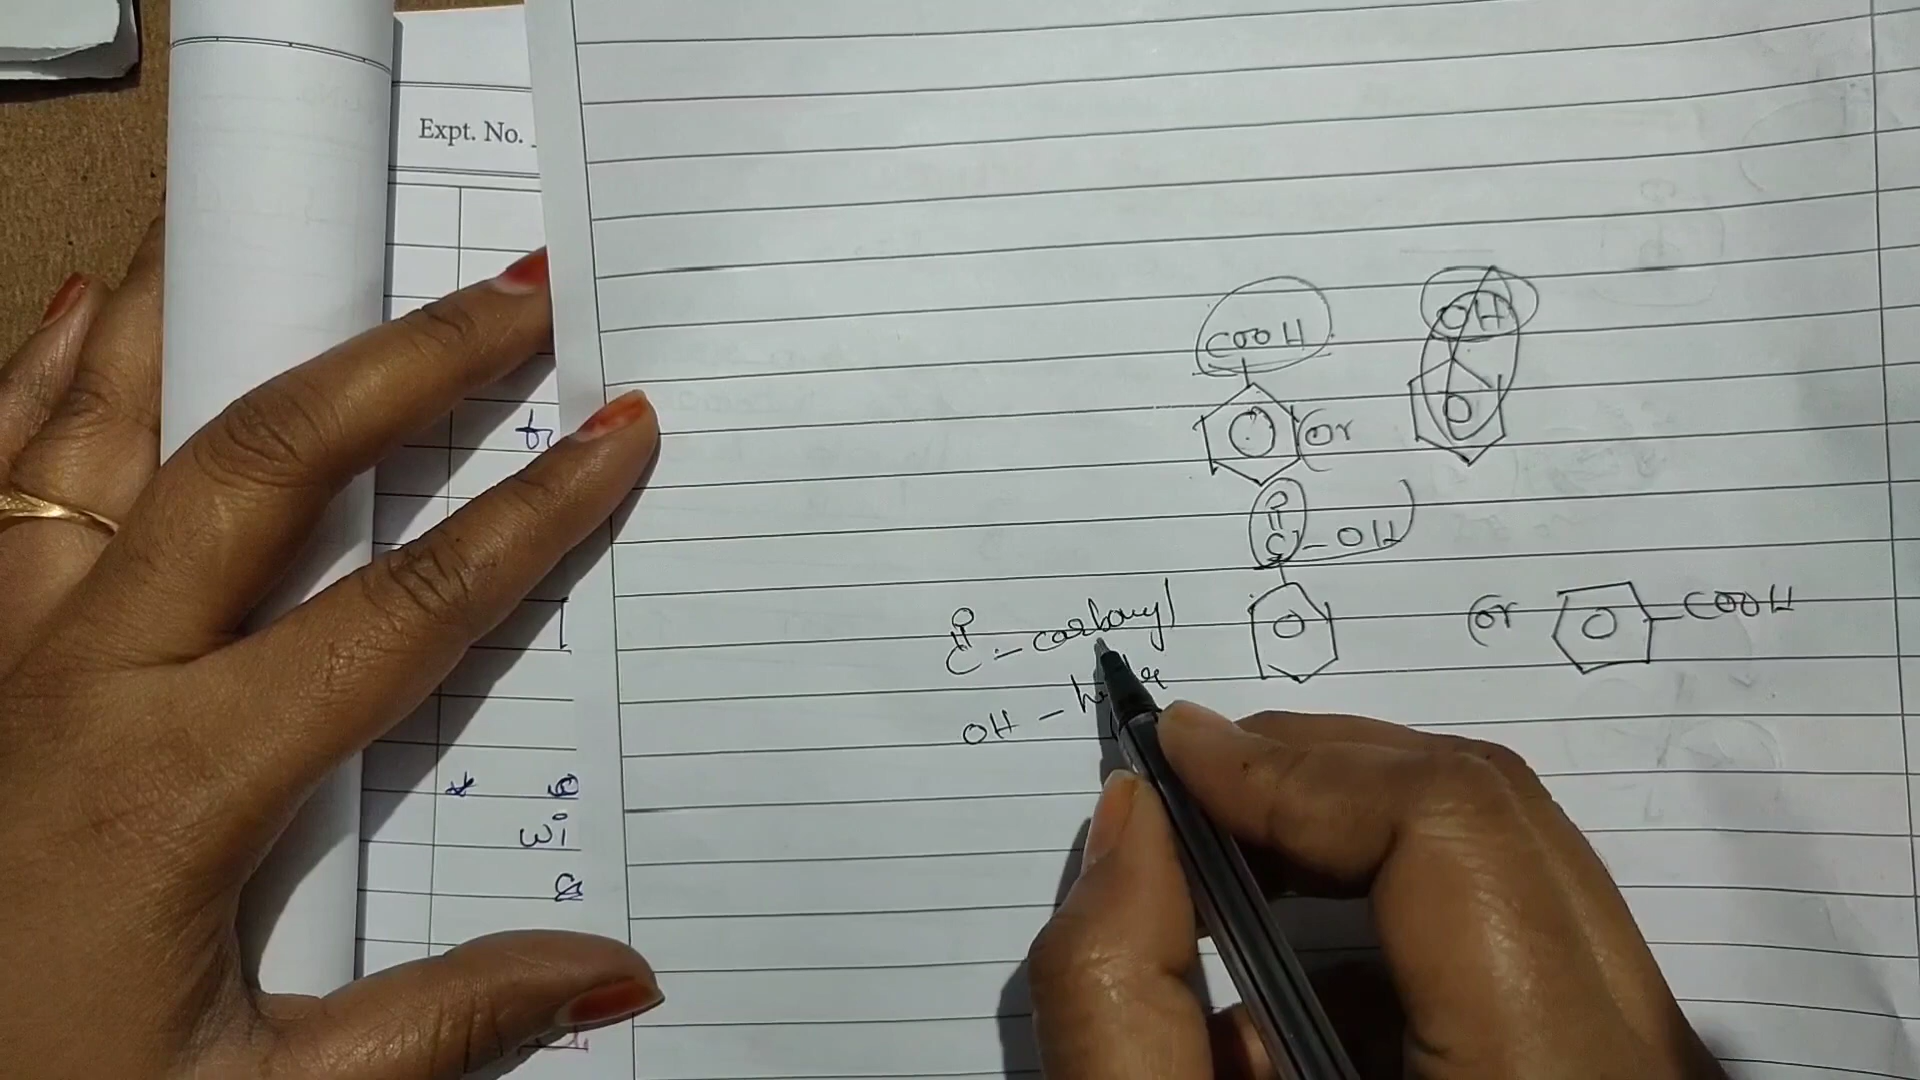 Expt. No.
COOH
OH
(or
O
C - OH
O
C - carbonyl
(or
COOH
OH -
wi